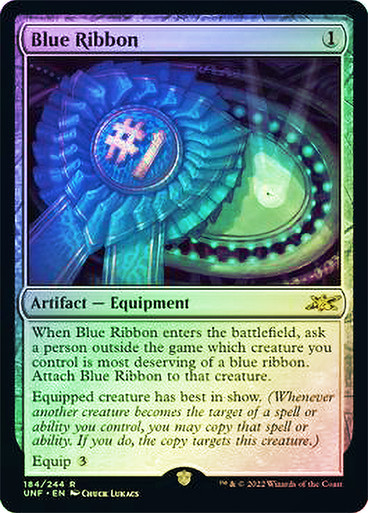 Blue Ribbon 1
#1
Artifact — Equipment
When Blue Ribbon enters the battlefield, ask
a person outside the game which creature you
control is most deserving of a blue ribbon.
Attach Blue Ribbon to that creature.
Equipped creature has best in show. (Whenever
another creature becomes the target of a spell or
ability you control, you may copy that spell or
ability. If you do, the copy targets this creature.)
Equip 3
184/244 R
UNF • EN Chuck Lukacs
™ & © 2022 Wizards of the Coast